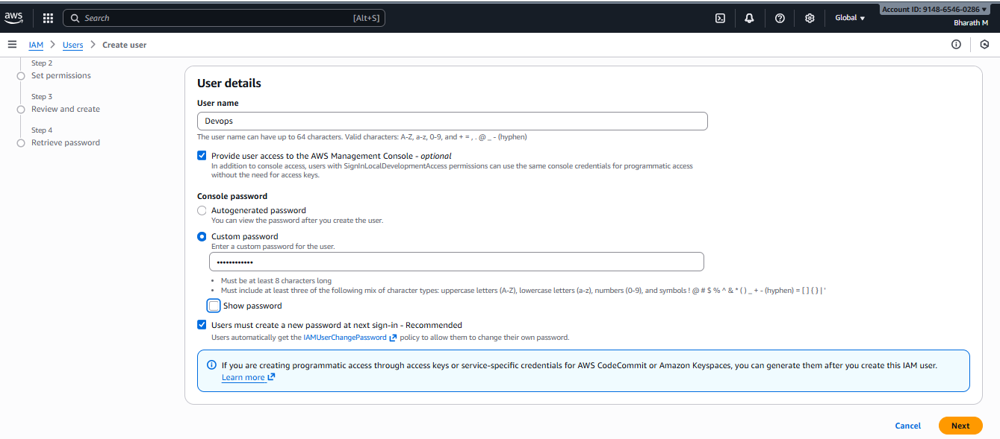 aws
Search
[Alt+S]
Global
Account ID: 9148-6546-0286
Bharath M
IAM
Users
Create user
Step 2
Set permissions
Step 3
Review and create
Step 4
Retrieve password
User details
User name
Devops
The user name can have up to 64 characters. Valid characters: A-Z, a-z, 0-9, and + = , . @ _ - (hyphen)
Provide user access to the AWS Management Console - optional
In addition to console access, users with SignInLocalDevelopmentAccess permissions can use the same console credentials for programmatic access
without the need for access keys.
Console password
Autogenerated password
You can view the password after you create the user.
Custom password
Enter a custom password for the user.
••••••••••••
• Must be at least 8 characters long
• Must include at least three of the following mix of character types: uppercase letters (A-Z), lowercase letters (a-z), numbers (0-9), and symbols ! @ # $ % ^ & * ( ) _ + - (hyphen) = [ ] { } | '
Show password
Users must create a new password at next sign-in - Recommended
Users automatically get the IAMUserChangePassword policy to allow them to change their own password.
If you are creating programmatic access through access keys or service-specific credentials for AWS CodeCommit or Amazon Keyspaces, you can generate them after you create this IAM user.
Learn more
Cancel
Next